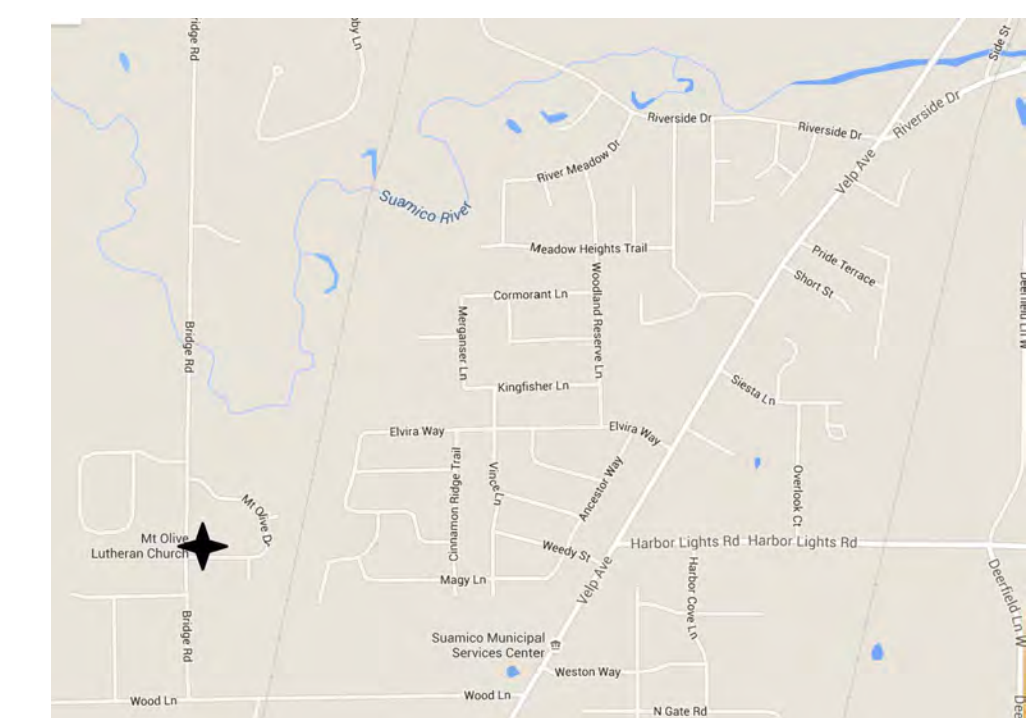 Bridge Rd
Side St
Riverside Dr
Riverside Dr
Riverside Dr
River Meadow Dr
Velp Ave
Suamico River
Meadow Heights Trail
Pride Terrace
Short St
Cormorant Ln
Woodland Reserve Ln
Merganser Ln
Bridge Rd
Kingfisher Ln
Siesta Ln
Elvira Way
Elvira Way
Vince Ln
Cinnamon Ridge Trail
Ancestor Way
Overlook Ct
Mt Olive Dr
Mt Olive
Lutheran Church
Weedy St
Harbor Lights Rd
Harbor Lights Rd
Magy Ln
Velp Ave
Harbor Cove Ln
Deerfield Ln W
Bridge Rd
Suamico Municipal
Services Center
Weston Way
Wood Ln
Wood Ln
N Gate Rd